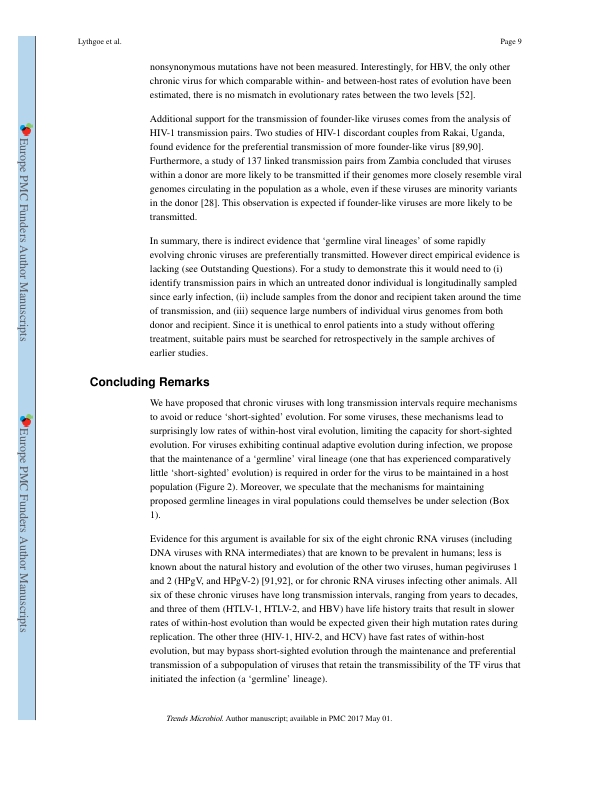 Lythgoe et al.
Page 9
nonsynonymous mutations have not been measured. Interestingly, for HBV, the only other
chronic virus for which comparable within- and between-host rates of evolution have been
estimated, there is no mismatch in evolutionary rates between the two levels [52].
Additional support for the transmission of founder-like viruses comes from the analysis of
HIV-1 transmission pairs. Two studies of HIV-1 discordant couples from Rakai, Uganda,
found evidence for the preferential transmission of more founder-like virus [89,90].
Furthermore, a study of 137 linked transmission pairs from Zambia concluded that viruses
within a donor are more likely to be transmitted if their genomes more closely resemble viral
genomes circulating in the population as a whole, even if these viruses are minority variants
in the donor [28]. This observation is expected if founder-like viruses are more likely to be
transmitted.
In summary, there is indirect evidence that ‘germline viral lineages’ of some rapidly
evolving chronic viruses are preferentially transmitted. However direct empirical evidence is
lacking (see Outstanding Questions). For a study to demonstrate this it would need to (i)
identify transmission pairs in which an untreated donor individual is longitudinally sampled
since early infection, (ii) include samples from the donor and recipient taken around the time
of transmission, and (iii) sequence large numbers of individual virus genomes from both
donor and recipient. Since it is unethical to enrol patients into a study without offering
treatment, suitable pairs must be searched for retrospectively in the sample archives of
earlier studies.
Concluding Remarks
We have proposed that chronic viruses with long transmission intervals require mechanisms
to avoid or reduce ‘short-sighted’ evolution. For some viruses, these mechanisms lead to
surprisingly low rates of within-host viral evolution, limiting the capacity for short-sighted
evolution. For viruses exhibiting continual adaptive evolution during infection, we propose
that the maintenance of a ‘germline’ viral lineage (one that has experienced comparatively
little ‘short-sighted’ evolution) is required in order for the virus to be maintained in a host
population (Figure 2). Moreover, we speculate that the mechanisms for maintaining
proposed germline lineages in viral populations could themselves be under selection (Box
1).
Evidence for this argument is available for six of the eight chronic RNA viruses (including
DNA viruses with RNA intermediates) that are known to be prevalent in humans; less is
known about the natural history and evolution of the other two viruses, human pegiviruses 1
and 2 (HPgV, and HPgV-2) [91,92], or for chronic RNA viruses infecting other animals. All
six of these chronic viruses have long transmission intervals, ranging from years to decades,
and three of them (HTLV-1, HTLV-2, and HBV) have life history traits that result in slower
rates of within-host evolution than would be expected given their high mutation rates during
replication. The other three (HIV-1, HIV-2, and HCV) have fast rates of within-host
evolution, but may bypass short-sighted evolution through the maintenance and preferential
transmission of a subpopulation of viruses that retain the transmissibility of the TF virus that
initiated the infection (a ‘germline’ lineage).
Trends Microbiol. Author manuscript; available in PMC 2017 May 01.
Europe PMC Funders Author Manuscripts
Europe PMC Funders Author Manuscripts